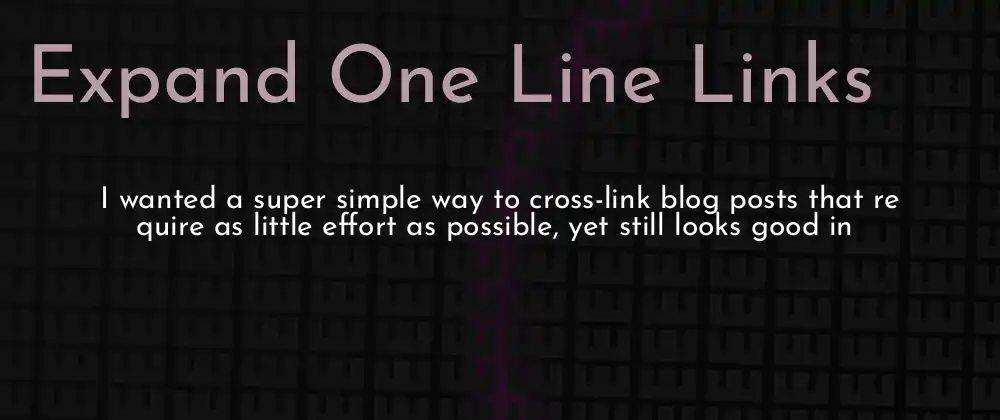 Expand One Line Links
I wanted a super simple way to cross-link blog posts that re
quire as little effort as possible, yet still looks good in